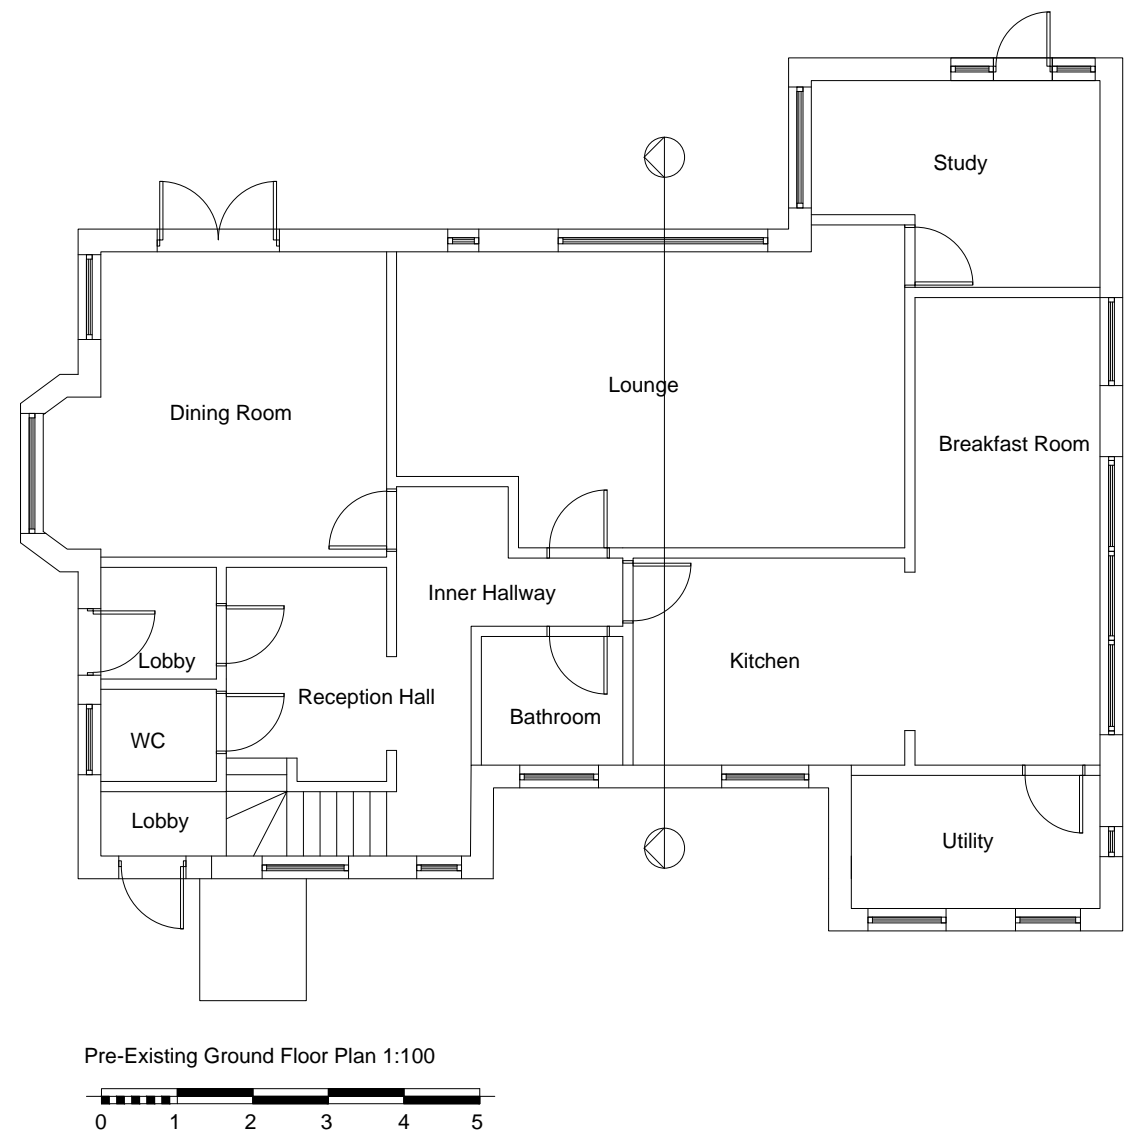 Study
Lounge
Dining Room
Breakfast Room
Inner Hallway
Lobby
Kitchen
Reception Hall
Bathroom
WC
Lobby
Utility
Pre-Existing Ground Floor Plan 1:100
0 1 2 3 4 5